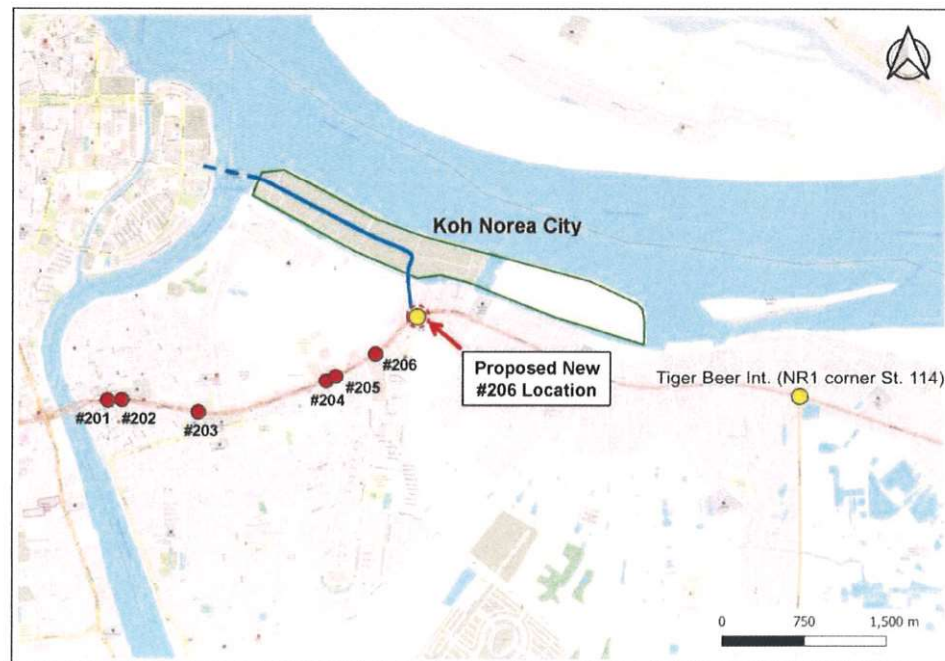 Koh Norea City
#206
Proposed New
#206 Location
Tiger Beer Int. (NR1 corner St. 114)
#205
#204
#201
#202
#203
0 750 1,500 m